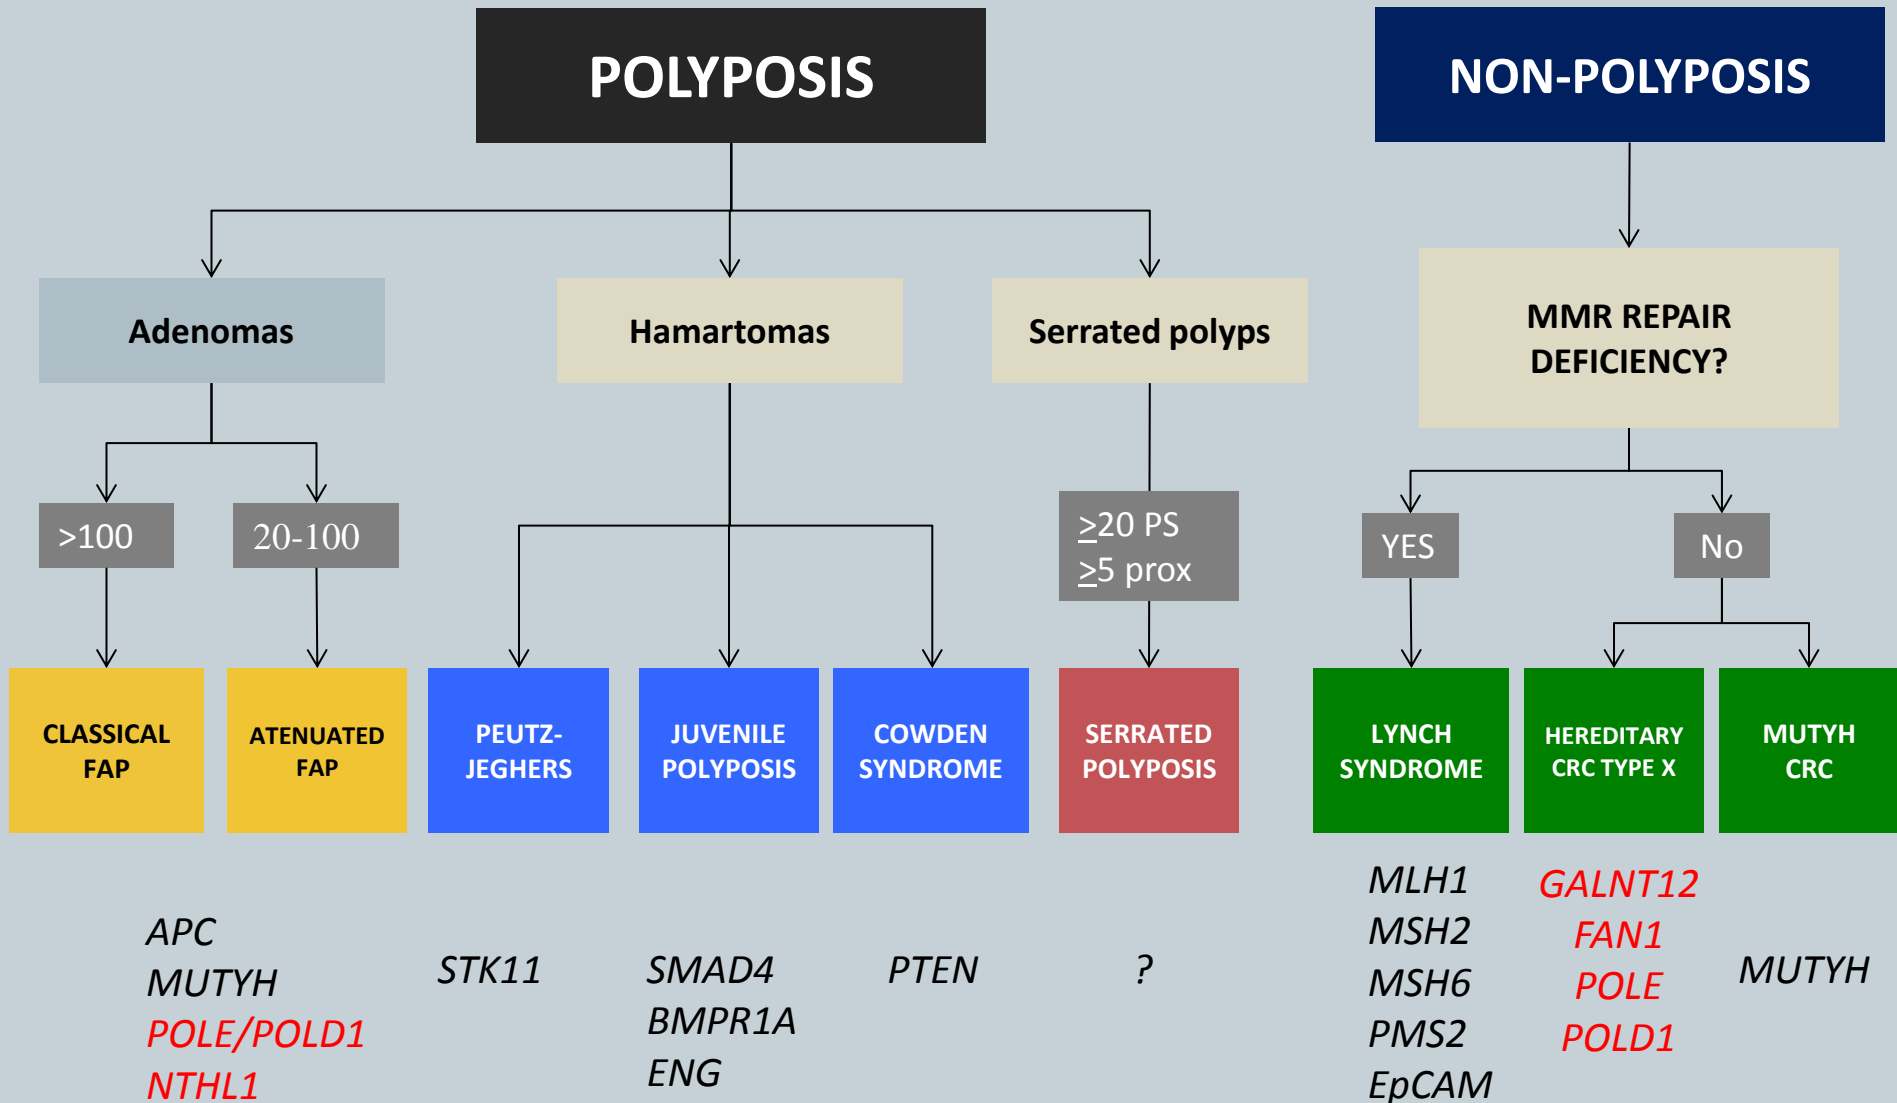 POLYPOSIS
NON-POLYPOSIS
Adenomas
Hamartomas
Serrated polyps
MMR REPAIR
DEFICIENCY?
>100
20-100
≥20 PS
≥5 prox
YES
No
CLASSICAL
FAP
ATENUATED
FAP
PEUTZ-
JEGHERS
JUVENILE
POLYPOSIS
COWDEN
SYNDROME
SERRATED
POLYPOSIS
LYNCH
SYNDROME
HEREDITARY
CRC TYPE X
MUTYH
CRC
APC
MUTYH
POLE/POLD1
NTHL1
STK11
SMAD4
BMPR1A
ENG
PTEN
?
MLH1
MSH2
MSH6
PMS2
EpCAM
GALNT12
FAN1
POLE
POLD1
MUTYH